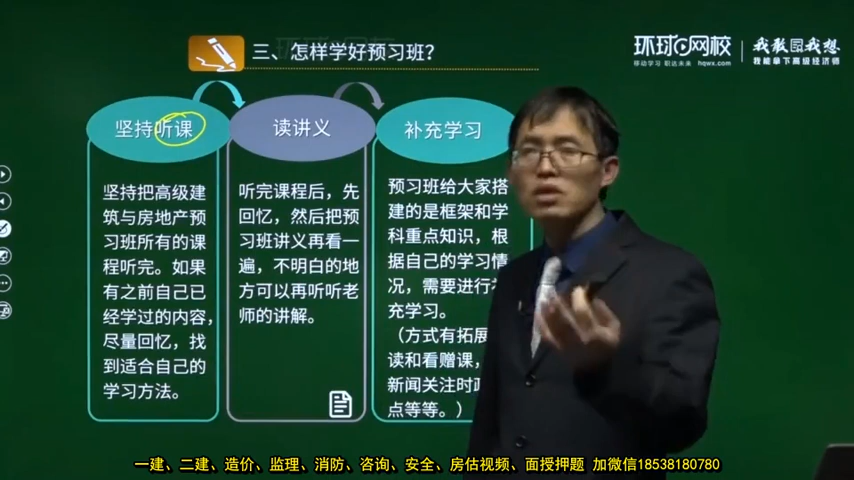 三、怎样学好预习班？
环球网校
移动学习 职达未来 hqwx.com
我敢因我想
我能拿下高级经济师
坚持听课
坚持把高级建
筑与房地产预
习班所有的课
程听完。如果
有之前自己已
经学过的内容，
尽量回忆，找
到适合自己的
学习方法。
读讲义
听完课程后，先
回忆，然后把预
习班讲义再看一
遍，不明白的地
方可以再听听老
师的讲解。
补充学习
预习班给大家搭
建的是框架和学
科重点知识，根
据自己的学习情
况，需要进行补
充学习。
（方式有拓展
读和看赠课，
新闻关注时政
点等等。）
一建、二建、造价、监理、消防、咨询、安全、房估视频、面授押题 加微信18538180780